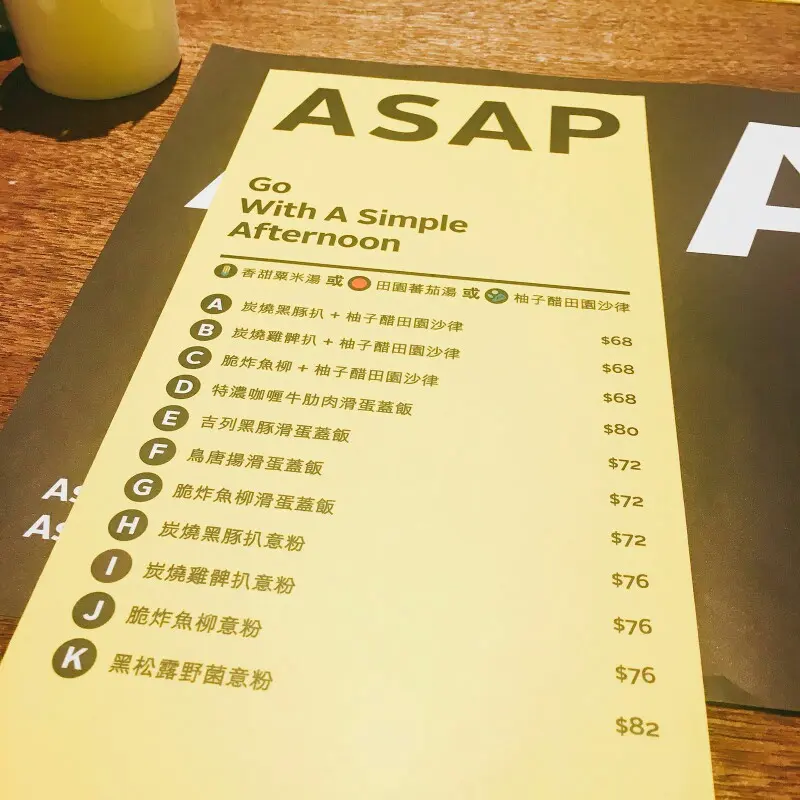 ASAP
Go
With A Simple
Afternoon
香甜粟米湯 或 田園蕃茄湯 或 柚子醋田園沙律
A 炭燒黑豚扒 + 柚子醋田園沙律 $68
B 炭燒雞髀扒 + 柚子醋田園沙律 $68
C 脆炸魚柳 + 柚子醋田園沙律 $68
D 特濃咖喱牛肋肉滑蛋蓋飯 $80
E 吉列黑豚滑蛋蓋飯 $72
F 鳥唐揚滑蛋蓋飯 $72
G 脆炸魚柳滑蛋蓋飯 $72
H 炭燒黑豚扒意粉 $76
I 炭燒雞髀扒意粉 $76
J 脆炸魚柳意粉 $76
K 黑松露野菌意粉 $82
A
As
As